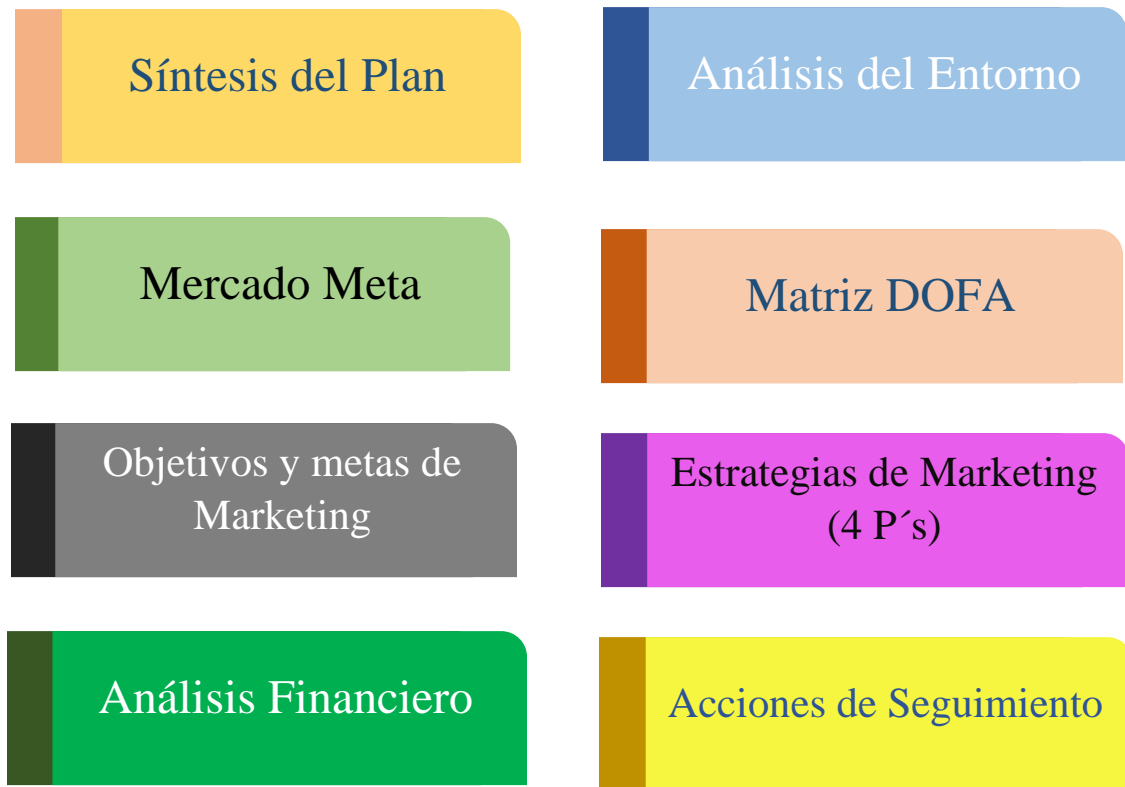 Síntesis del Plan
Análisis del Entorno
Mercado Meta
Matriz DOFA
Objetivos y metas de
Marketing
Estrategias de Marketing
(4 P´s)
Análisis Financiero
Acciones de Seguimiento